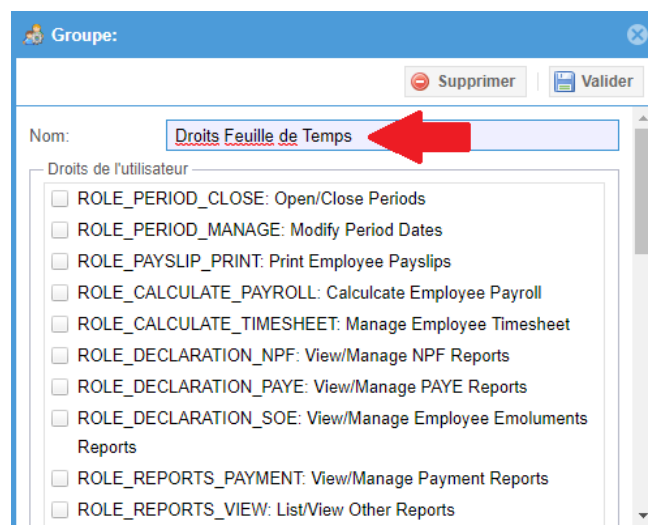 Groupe:
Supprimer
Valider
Nom:
Droits Feuille de Temps
Droits de l'utilisateur
ROLE_PERIOD_CLOSE: Open/Close Periods
ROLE_PERIOD_MANAGE: Modify Period Dates
ROLE_PAYSLIP_PRINT: Print Employee Payslips
ROLE_CALCULATE_PAYROLL: Calculcate Employee Payroll
ROLE_CALCULATE_TIMESHEET: Manage Employee Timesheet
ROLE_DECLARATION_NPF: View/Manage NPF Reports
ROLE_DECLARATION_PAYE: View/Manage PAYE Reports
ROLE_DECLARATION_SOE: View/Manage Employee Emoluments
Reports
ROLE_REPORTS_PAYMENT: View/Manage Payment Reports
ROLE_REPORTS_VIEW: List/View Other Reports